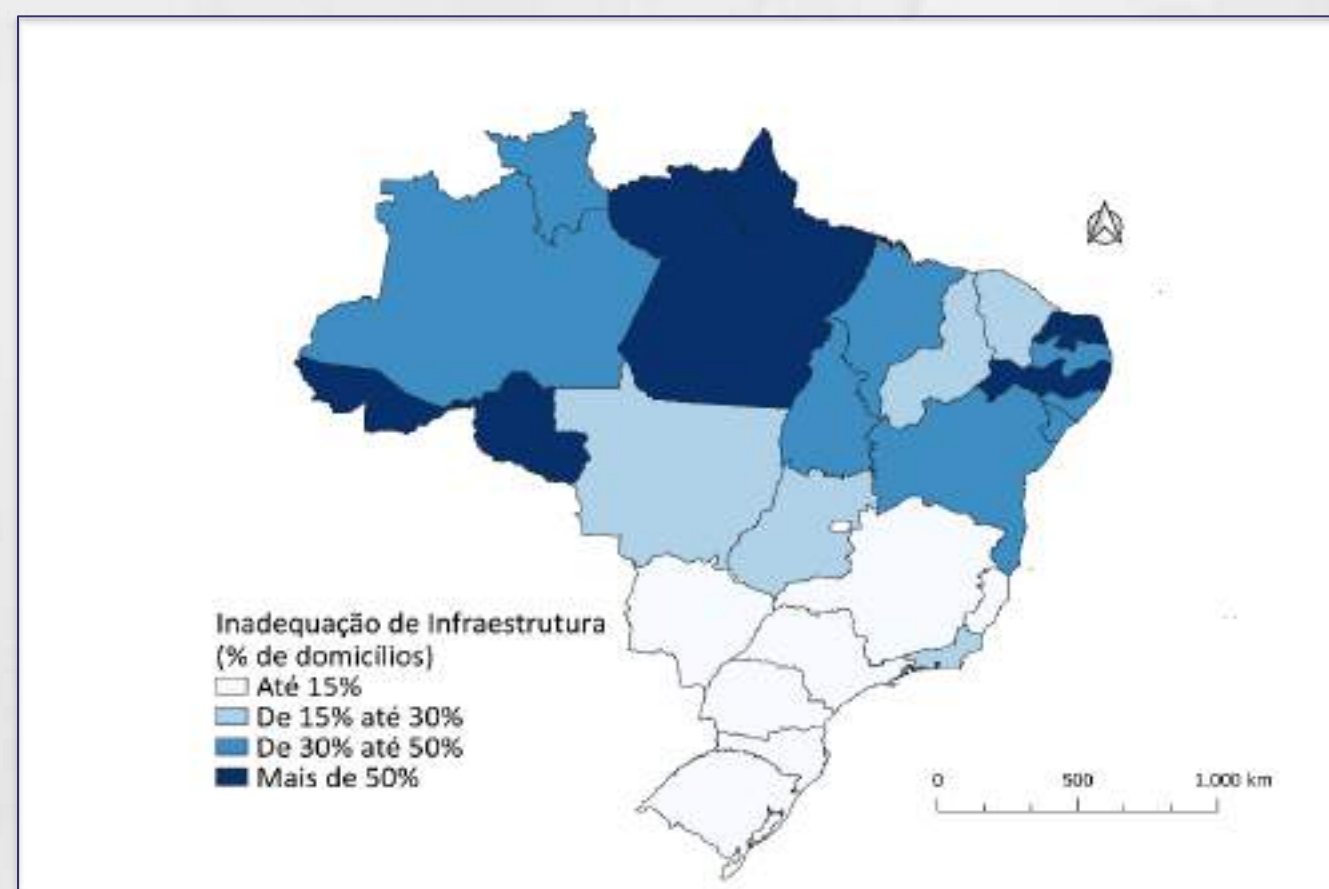 Inadequação de Infraestrutura
(% de domicílios)
Até 15%
De 15% até 30%
De 30% até 50%
Mais de 50%
0 500 1.000 km